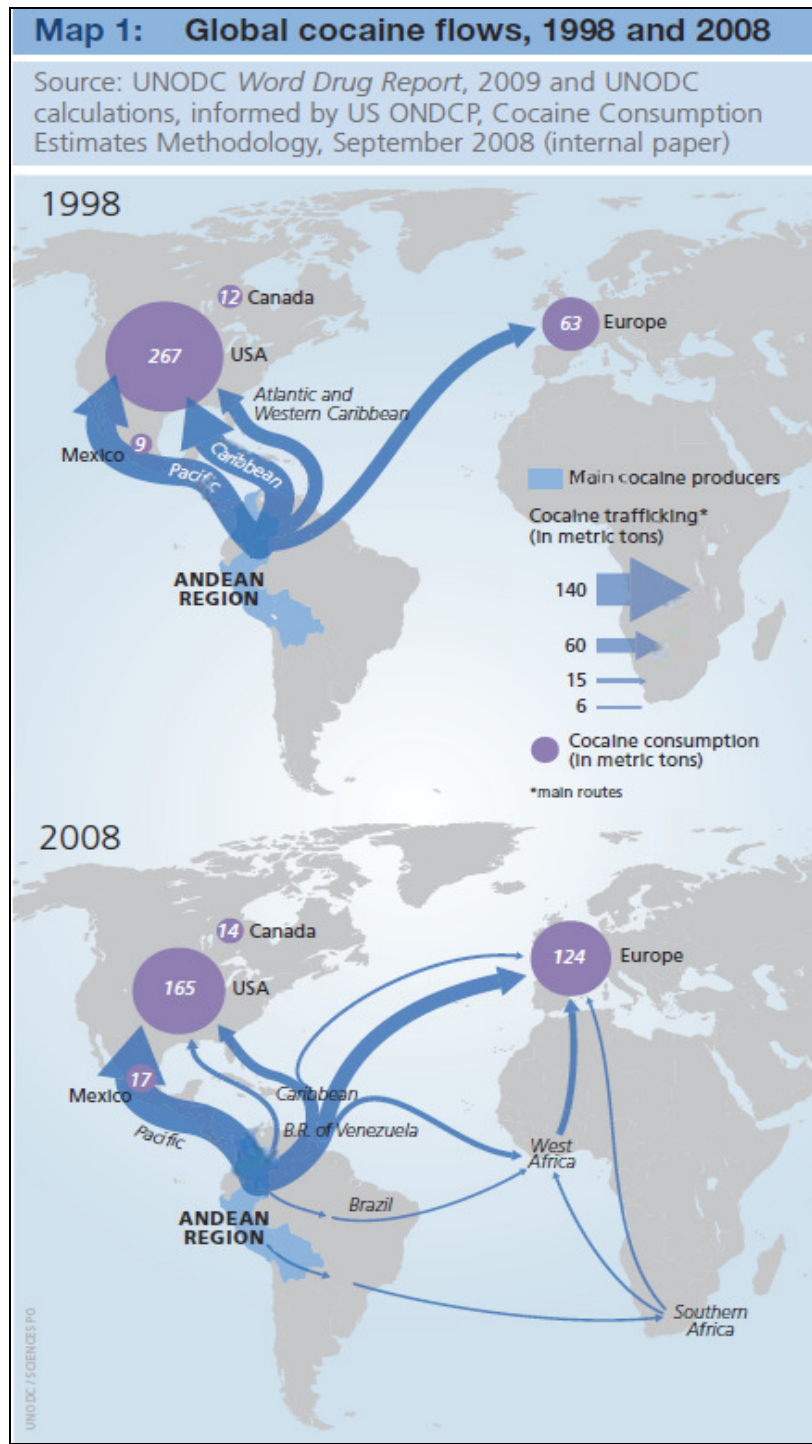 Map 1: Global cocaine flows, 1998 and 2008
Source: UNODC Word Drug Report, 2009 and UNODC
calculations, informed by US ONDCP, Cocaine Consumption
Estimates Methodology, September 2008 (internal paper)
1998
12 Canada
267 USA
63 Europe
Atlantic and
Western Caribbean
Mexico 9
Pacific
Caribbean
ANDEAN
REGION
Main cocaine producers
Cocaine trafficking*
(in metric tons)
140
60
15
6
Cocaine consumption
(in metric tons)
*main routes
2008
14 Canada
165 USA
124 Europe
Mexico 17
Caribbean
Pacific
B.R. of Venezuela
West
Africa
Brazil
ANDEAN
REGION
Southern
Africa
UNODC / SCIENCES PO